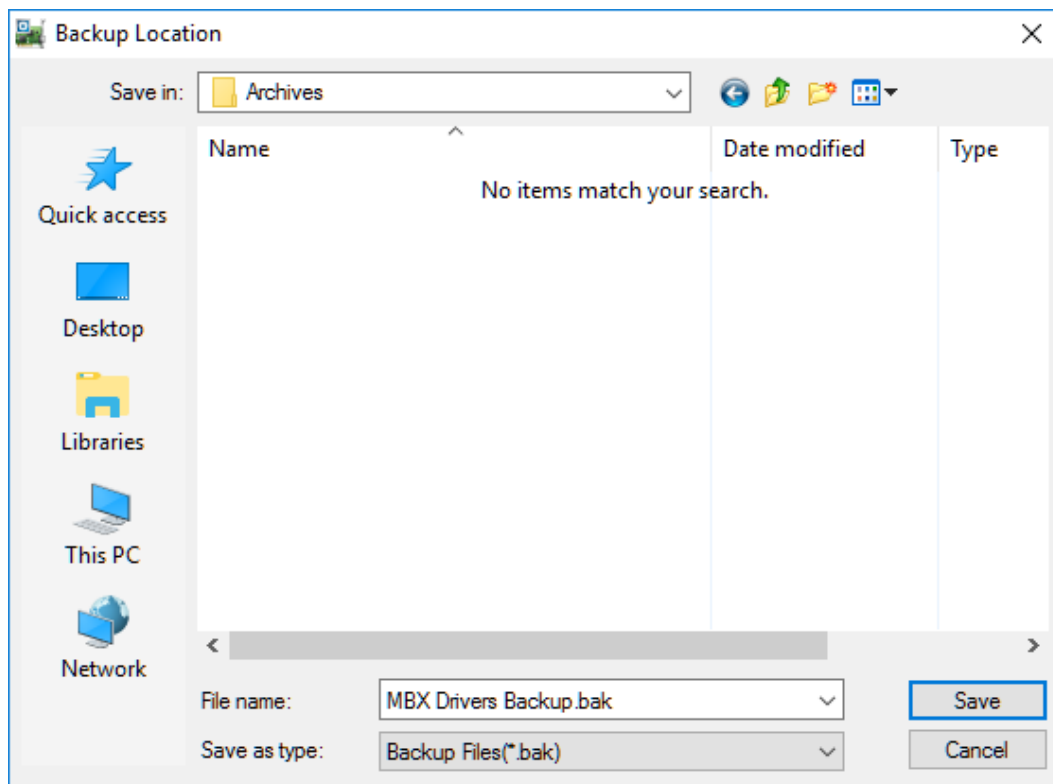 Backup Location
Save in: Archives
Name Date modified Type
No items match your search.
Quick access
Desktop
Libraries
This PC
Network
File name: MBX Drivers Backup.bak Save
Save as type: Backup Files(*.bak) Cancel